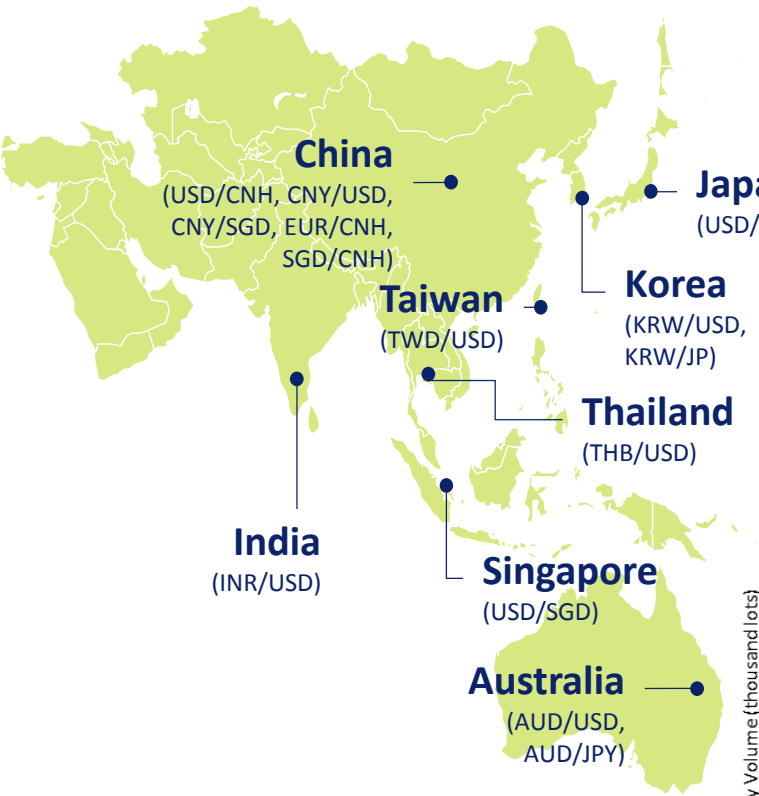 China
(USD/CNH, CNY/USD,
CNY/SGD, EUR/CNH,
SGD/CNH)
(USD/
Korea
(KRW/USD,
KRW/JP)
Taiwan
(TWD/USD)
Thailand
(THB/USD)
India
(INR/USD)
Singapore
(USD/SGD)
Australia
(AUD/USD,
AUD/JPY)
Volume (thousand lots)